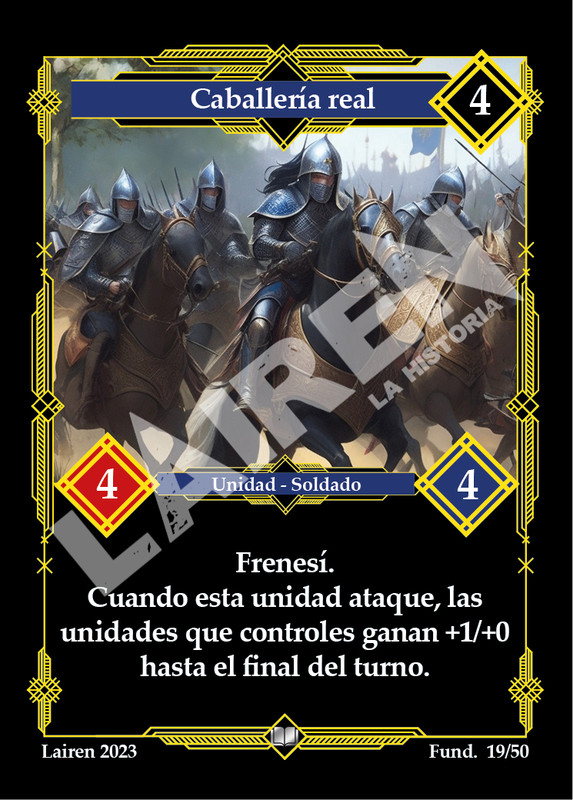 Caballería real
4
LAIREN
LA HISTORIA
4
Unidad - Soldado
4
Frenesí.
Cuando esta unidad ataque, las
unidades que controles ganan +1/+0
hasta el final del turno.
Lairen 2023
Fund. 19/50